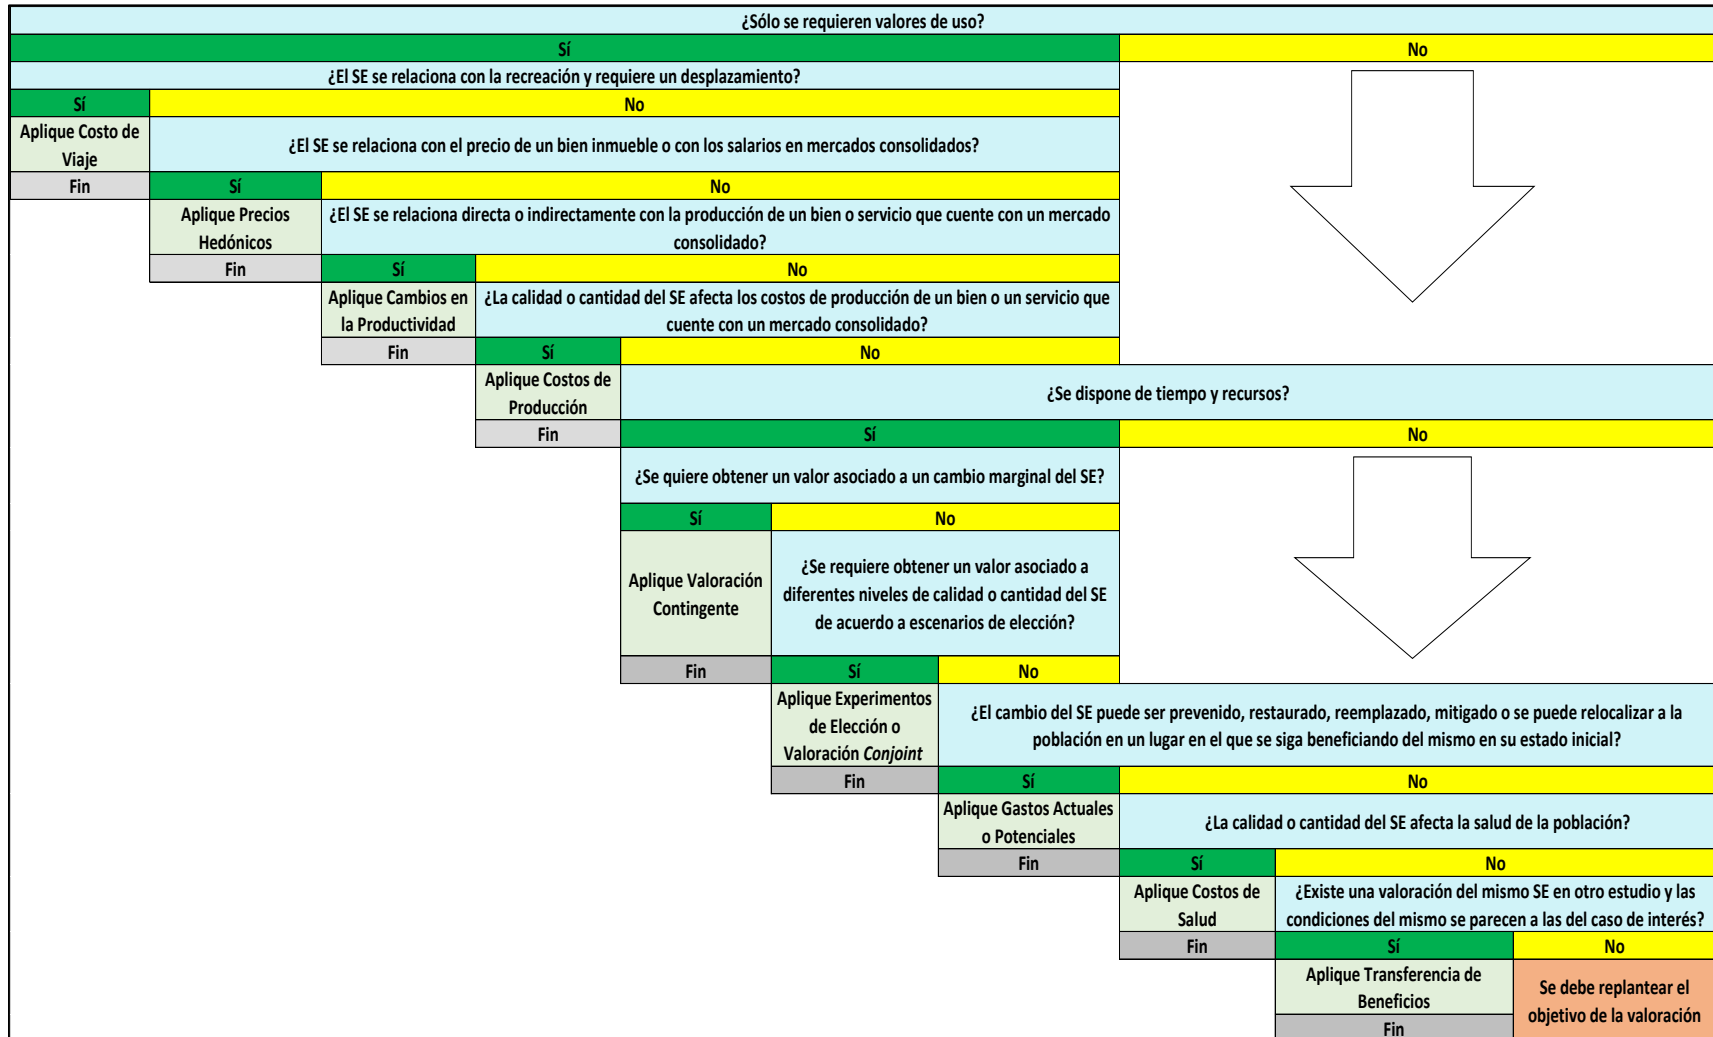 ¿Sólo se requieren valores de uso?
Sí
No
¿El SE se relaciona con la recreación y requiere un desplazamiento?
Sí
No
Aplique Costo de
Viaje
¿El SE se relaciona con el precio de un bien inmueble o con los salarios en mercados consolidados?
Fin
Sí
No
Aplique Precios
Hedónicos
¿El SE se relaciona directa o indirectamente con la producción de un bien o servicio que cuente con un mercado
consolidado?
Fin
Sí
No
Aplique Cambios en
la Productividad
¿La calidad o cantidad del SE afecta los costos de producción de un bien o un servicio que
cuente con un mercado consolidado?
Fin
Sí
No
Aplique Costos de
Producción
¿Se dispone de tiempo y recursos?
Fin
Sí
No
¿Se quiere obtener un valor asociado a un cambio marginal del SE?
Sí
No
Aplique Valoración
Contingente
¿Se requiere obtener un valor asociado a
diferentes niveles de calidad o cantidad del SE
de acuerdo a escenarios de elección?
Fin
Sí
No
Aplique Experimentos
de Elección o
Valoración Conjoint
¿El cambio del SE puede ser prevenido, restaurado, reemplazado, mitigado o se puede relocalizar a la
población en un lugar en el que se siga beneficiando del mismo en su estado inicial?
Fin
Sí
No
Aplique Gastos Actuales
o Potenciales
¿La calidad o cantidad del SE afecta la salud de la población?
Fin
Sí
No
Aplique Costos de
Salud
¿Existe una valoración del mismo SE en otro estudio y las
condiciones del mismo se parecen a las del caso de interés?
Fin
Sí
No
Aplique Transferencia de
Beneficios
Se debe replantear el
objetivo de la valoración
Fin